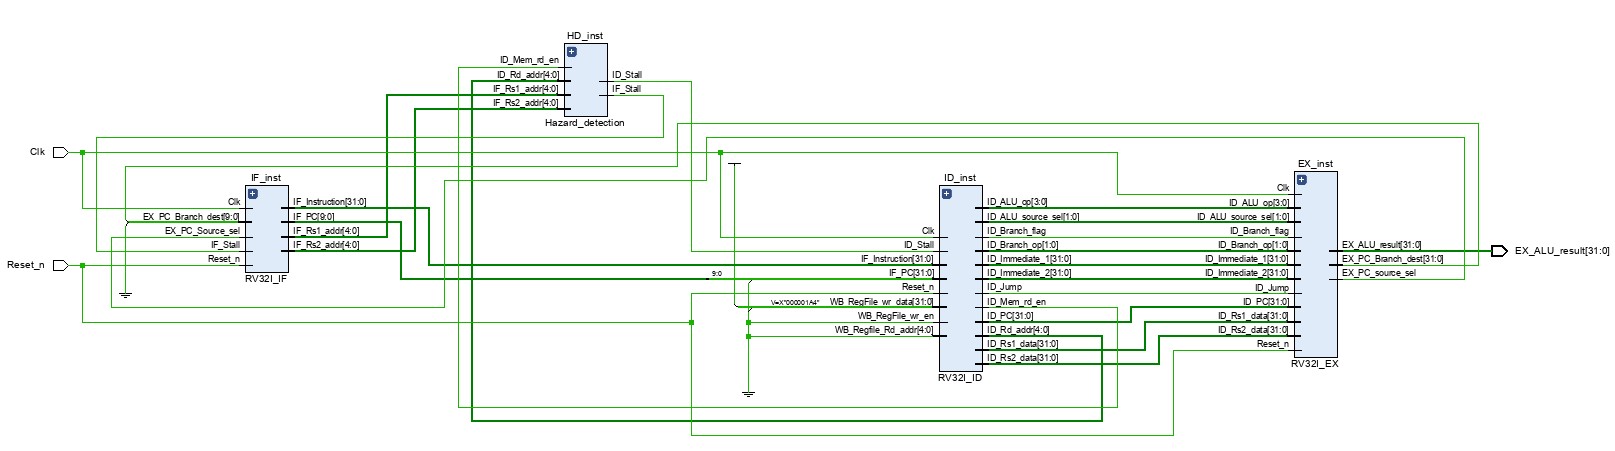 HD_inst
ID_Mem_rd_en
ID_Rd_addr[4:0]
IF_Rs1_addr[4:0]
IF_Rs2_addr[4:0]
ID_Stall
IF_Stall
Hazard_detection
Clk
Reset_n
IF_inst
Clk
EX_PC_Branch_dest[9:0]
EX_PC_Source_sel
IF_Stall
Reset_n
IF_Instruction[31:0]
IF_PC[9:0]
IF_Rs1_addr[4:0]
IF_Rs2_addr[4:0]
RV32I_IF
9:0
V=X"000001A4"
ID_inst
Clk
ID_Stall
IF_Instruction[31:0]
IF_PC[31:0]
Reset_n
WB_RegFile_wr_data[31:0]
WB_RegFile_wr_en
WB_Regfile_Rd_addr[4:0]
ID_ALU_op[3:0]
ID_ALU_source_sel[1:0]
ID_Branch_flag
ID_Branch_op[1:0]
ID_Immediate_1[31:0]
ID_Immediate_2[31:0]
ID_Jump
ID_Mem_rd_en
ID_PC[31:0]
ID_Rd_addr[4:0]
ID_Rs1_data[31:0]
ID_Rs2_data[31:0]
RV32I_ID
EX_inst
Clk
ID_ALU_op[3:0]
ID_ALU_source_sel[1:0]
ID_Branch_flag
ID_Branch_op[1:0]
ID_Immediate_1[31:0]
ID_Immediate_2[31:0]
ID_Jump
ID_PC[31:0]
ID_Rs1_data[31:0]
ID_Rs2_data[31:0]
Reset_n
EX_ALU_result[31:0]
EX_PC_Branch_dest[31:0]
EX_PC_source_sel
RV32I_EX
EX_ALU_result[31:0]